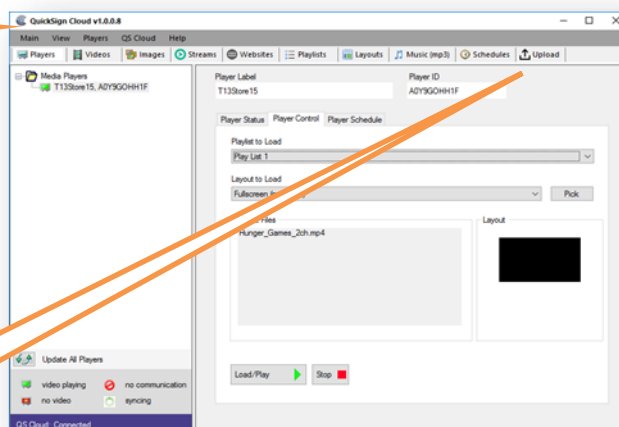 QuickSign Cloud v1.0.0.8
Main View Players QS Cloud Help
Players Videos Images Streams Websites Playlists Layouts Music (mp3) Schedules Upload
Media Players
T13Store15, A0Y9GOHH1F
Player Label Player ID
T13Store15 A0Y9GOHH1F
Player Status Player Control Player Schedule
Playlist to Load
Play List 1
Layout to Load
Fullscreen
Pick
Files Layout
Hunger_Games_2ch.mp4
Load/Play Stop
Update All Players
video playing no communication
no video syncing
QS Cloud: Connected